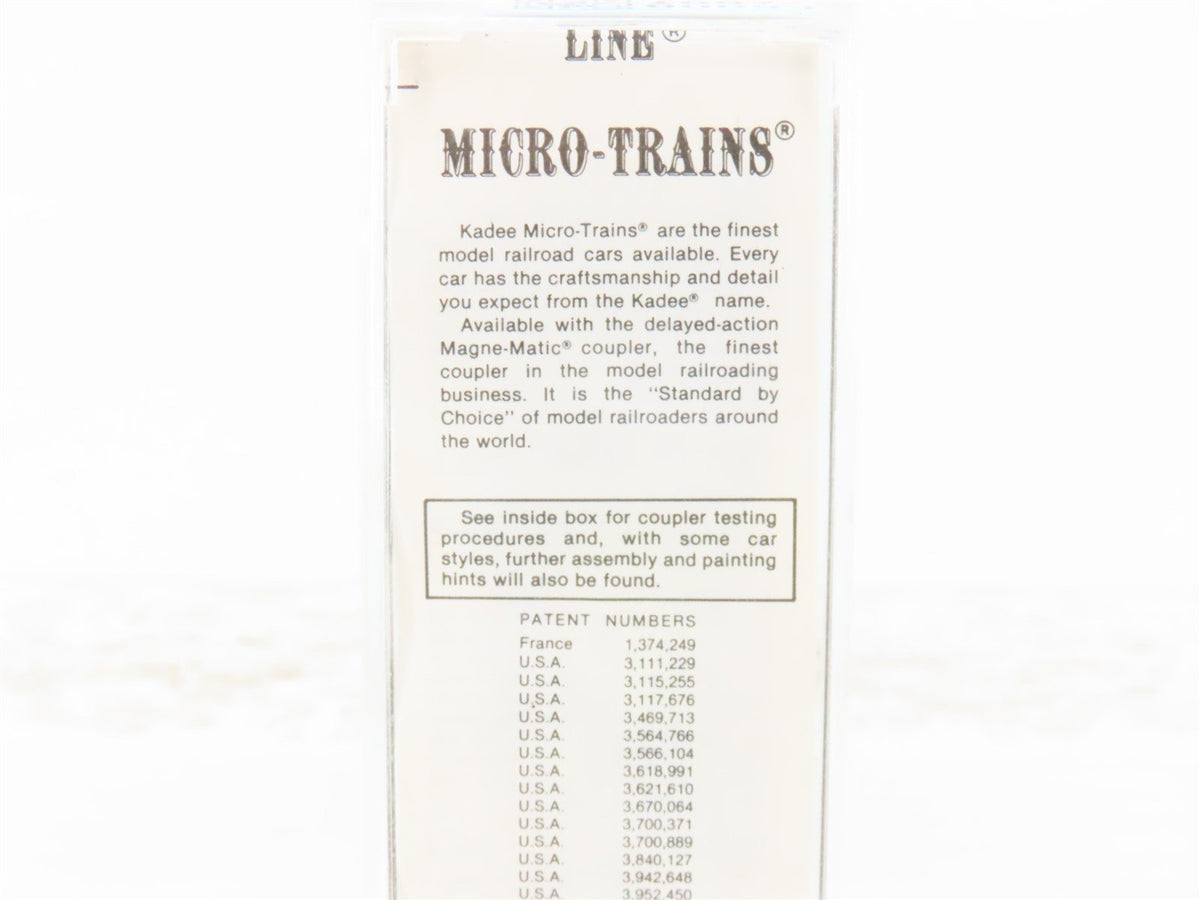 LINE®
MICRO-TRAINS®
Kadee Micro-Trains® are the finest
model railroad cars available. Every
car has the craftsmanship and detail
you expect from the Kadee® name.
Available with the delayed-action
Magne-Matic® coupler, the finest
coupler in the model railroading
business. It is the "Standard by
Choice" of model railroaders around
the world.
See inside box for coupler testing
procedures and, with some car
styles, further assembly and painting
hints will also be found.
PATENT NUMBERS
France 1,374,249
U.S.A. 3,111,229
U.S.A. 3,115,255
U.S.A. 3,117,676
U.S.A. 3,469,713
U.S.A. 3,564,766
U.S.A. 3,566,104
U.S.A. 3,618,991
U.S.A. 3,621,610
U.S.A. 3,670,064
U.S.A. 3,700,371
U.S.A. 3,700,889
U.S.A. 3,840,127
U.S.A. 3,942,648
U.S.A. 3,952,450